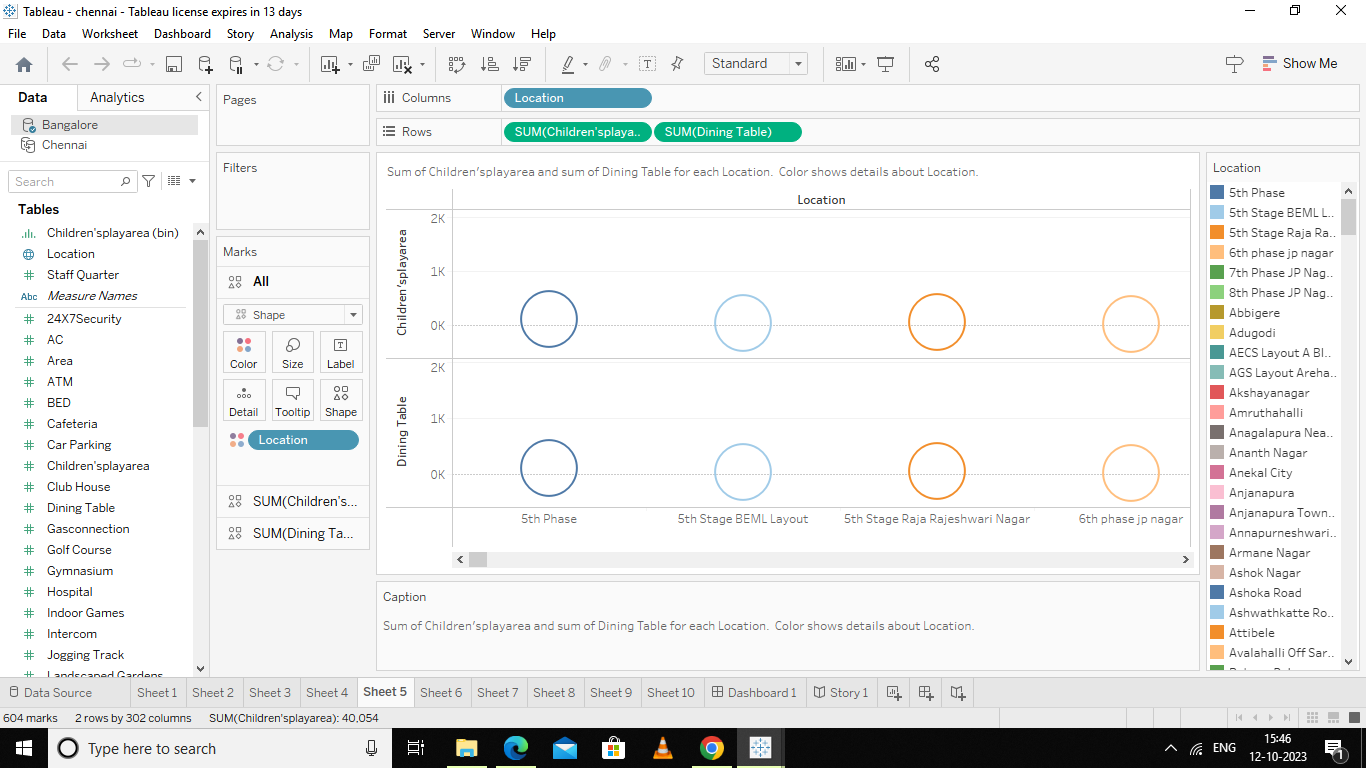 Tableau - chennai - Tableau license expires in 13 days
File Data Worksheet Dashboard Story Analysis Map Format Server Window Help
Standard
Show Me
Data Analytics
Bangalore
Chennai
Search
Tables
Children'splayarea (bin)
Location
Staff Quarter
Abc Measure Names
24X7Security
AC
Area
ATM
BED
Cafeteria
Car Parking
Children'splayarea
Club House
Dining Table
Gasconnection
Golf Course
Gymnasium
Hospital
Indoor Games
Intercom
Jogging Track
Landscaped Gardens
Pages
Filters
Marks
All
Shape
Color Size Label
Detail Tooltip Shape
Location
SUM(Children's...
SUM(Dining Ta...
Columns Location
Rows SUM(Children'splaya.. SUM(Dining Table)
Sum of Children'splayarea and sum of Dining Table for each Location. Color shows details about Location.
Location
Children'splayarea
2K
1K
0K
Dining Table
2K
1K
0K
5th Phase 5th Stage BEML Layout 5th Stage Raja Rajeshwari Nagar 6th phase jp nagar
Caption
Sum of Children'splayarea and sum of Dining Table for each Location. Color shows details about Location.
Location
5th Phase
5th Stage BEML L..
5th Stage Raja Ra..
6th phase jp nagar
7th Phase JP Nag..
8th Phase JP Nag..
Abbigere
Adugodi
AECS Layout A Bl..
AGS Layout Areha..
Akshayanagar
Amruthahalli
Anagalapura Nea..
Ananth Nagar
Anekal City
Anjanapura
Anjanapura Town..
Annapurneshwari..
Armane Nagar
Ashok Nagar
Ashoka Road
Ashwathkatte Ro..
Attibele
Avalahalli Off Sar..
Data Source Sheet 1 Sheet 2 Sheet 3 Sheet 4 Sheet 5 Sheet 6 Sheet 7 Sheet 8 Sheet 9 Sheet 10 Dashboard 1 Story 1
604 marks 2 rows by 302 columns SUM(Children'splayarea): 40,054
Type here to search
ENG
15:46
12-10-2023
1